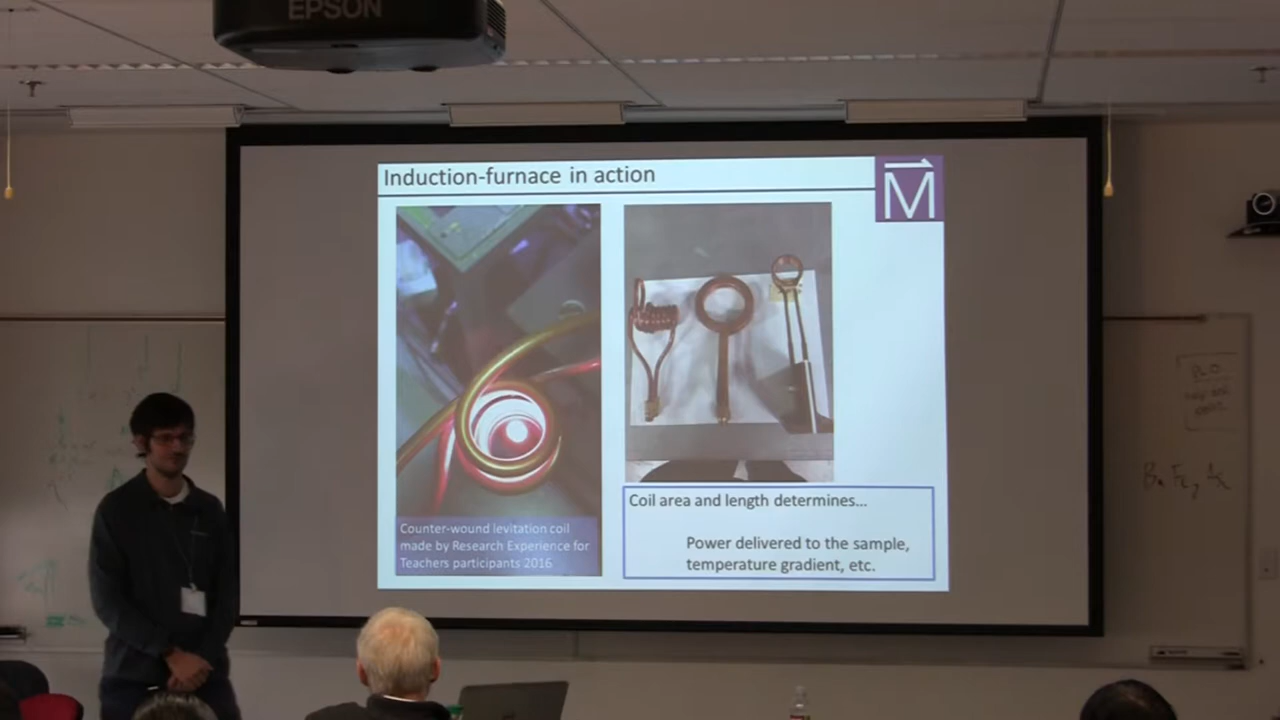 EPSON
Induction-furnace in action
M
Counter-wound levitation coil
made by Research Experience for
Teachers participants 2016
Coil area and length determines...
Power delivered to the sample,
temperature gradient, etc.